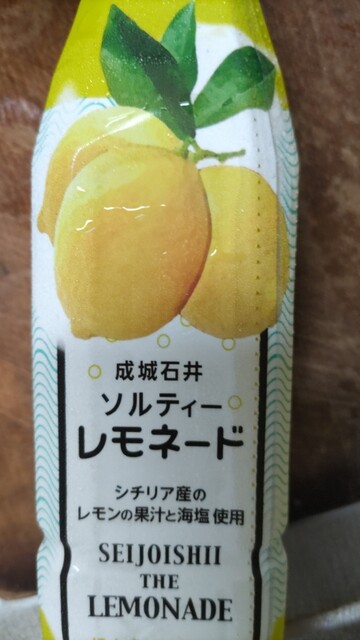 成城石井
ソルティー
レモネード
シチリア産の
レモンの果汁と海塩使用
SEIJOISHII
THE
LEMONADE